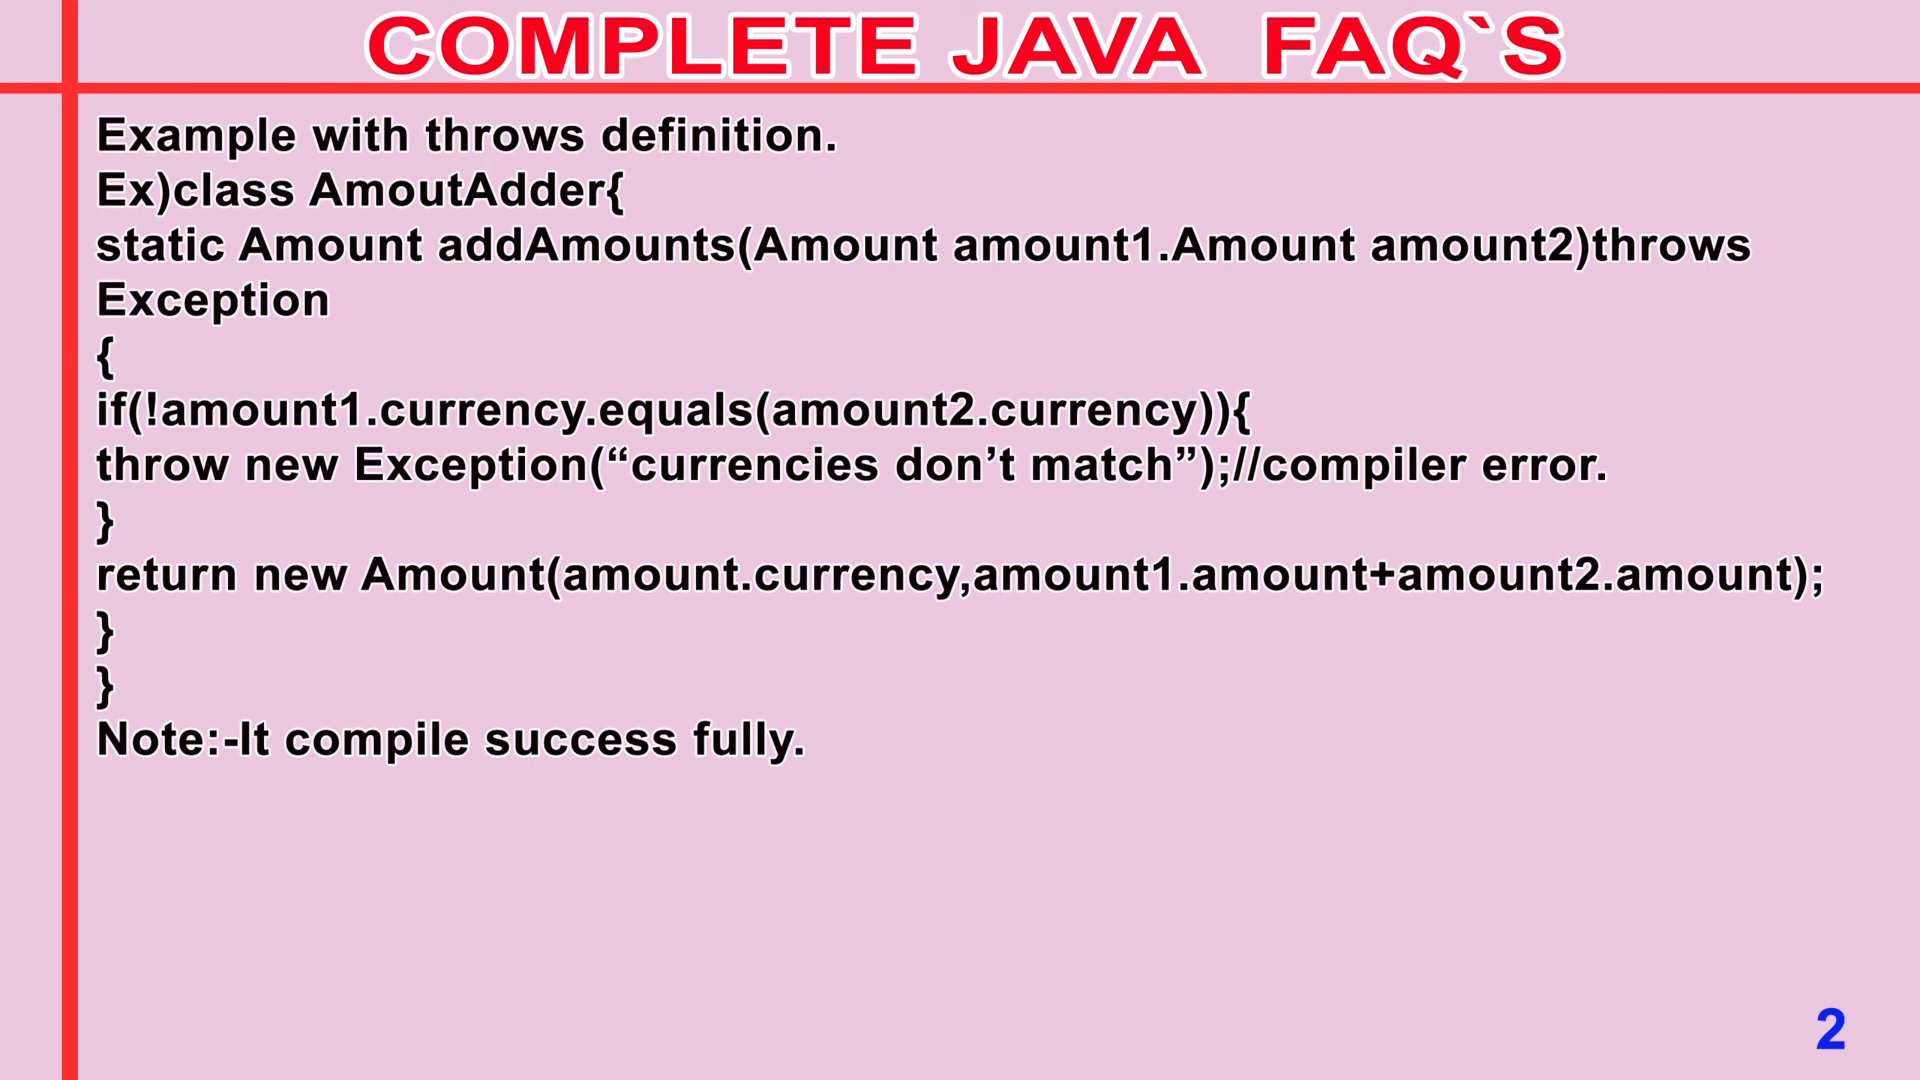 COMPLETE JAVA  FAQ`S
Example with throws definition.
Ex)class AmoutAdder{
static Amount addAmounts(Amount amount1.Amount amount2)throws
Exception
{
if(!amount1.currency.equals(amount2.currency)){
throw new Exception(“currencies don’t match”);//compiler error.
}
return new Amount(amount.currency,amount1.amount+amount2.amount);
}
}
Note:-It compile success fully.
2